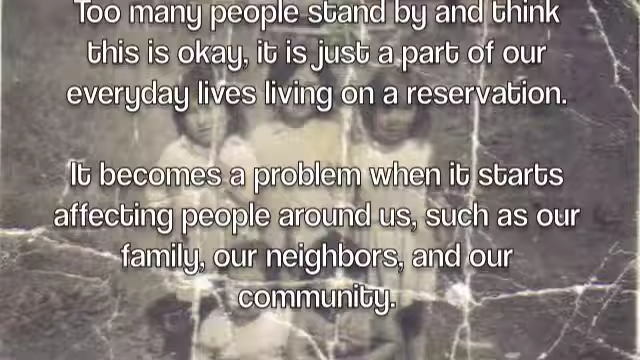 Too many people stand by and think
this is okay, it is just a part of our
everyday lives living on a reservation.
It becomes a problem when it starts
affecting people around us, such as our
family, our neighbors, and our
community.